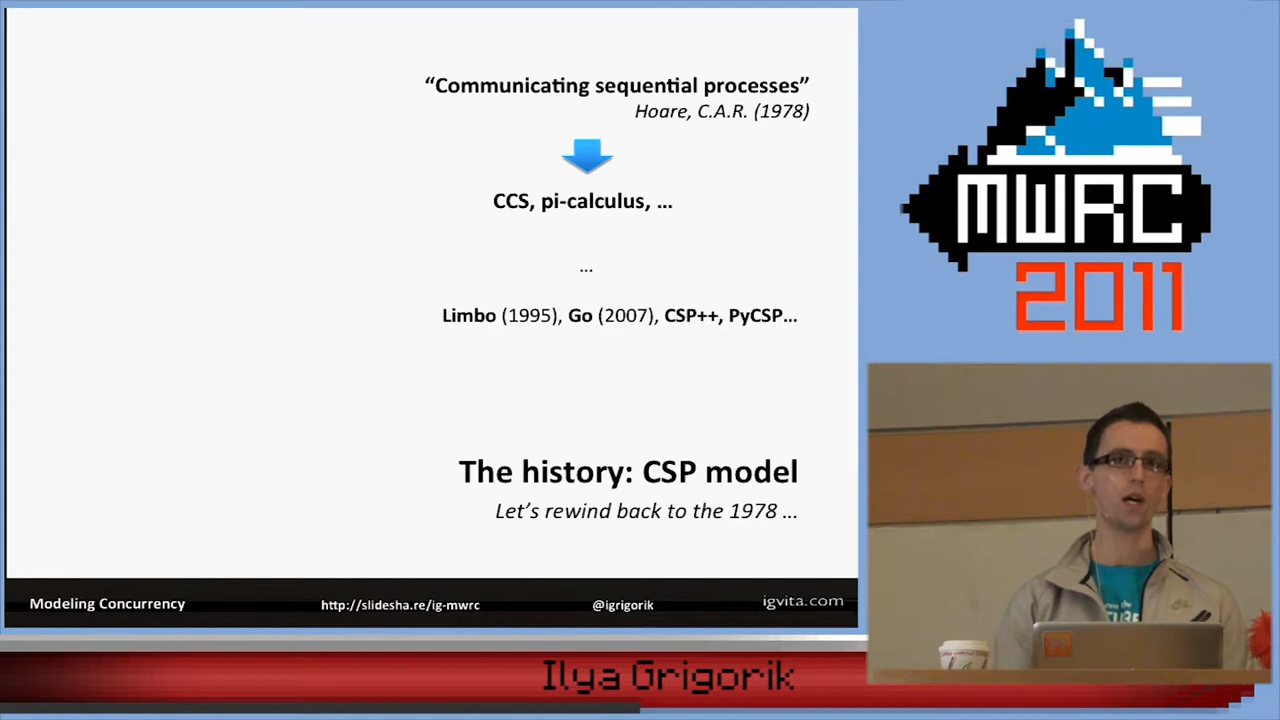 “Communicating sequential processes”
Hoare, C.A.R. (1978)
CCS, pi-calculus, ...
...
Limbo (1995), Go (2007), CSP++, PyCSP...
The history: CSP model
Let’s rewind back to the 1978 ...
Modeling Concurrency http://slidesha.re/ig-mwrc @igrigorik igvita.com
MWRC
2011
Ilya Grigorik